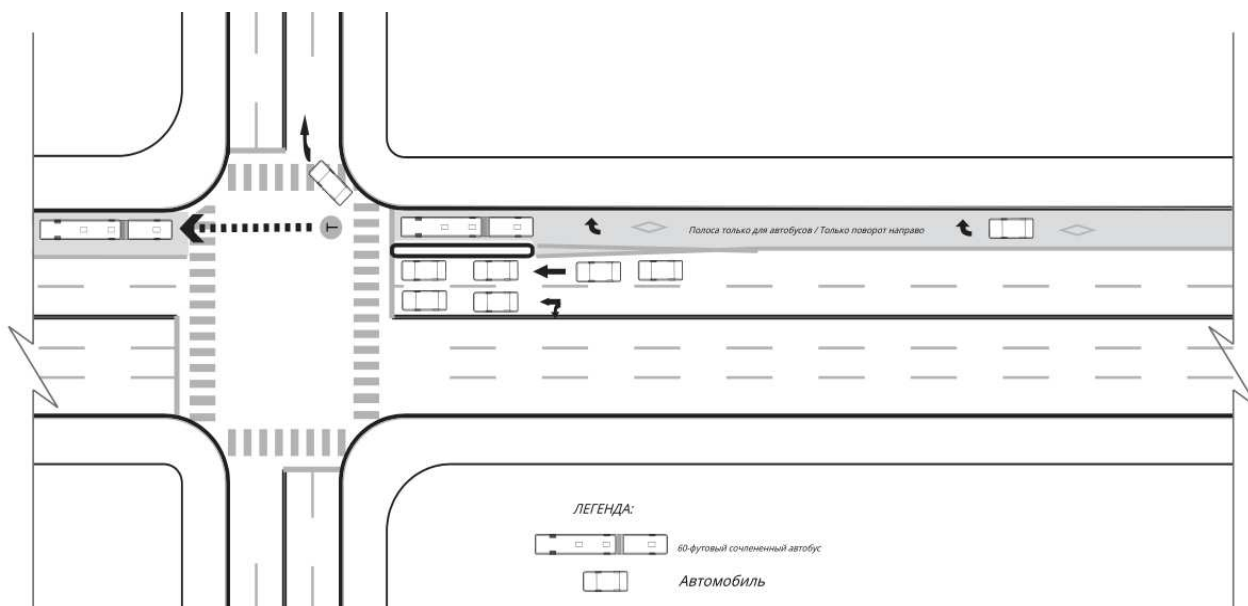 Полоса только для автобусов / Только поворот направо
T
ЛЕГЕНДА:
60-футовый сочлененный автобус
Автомобиль